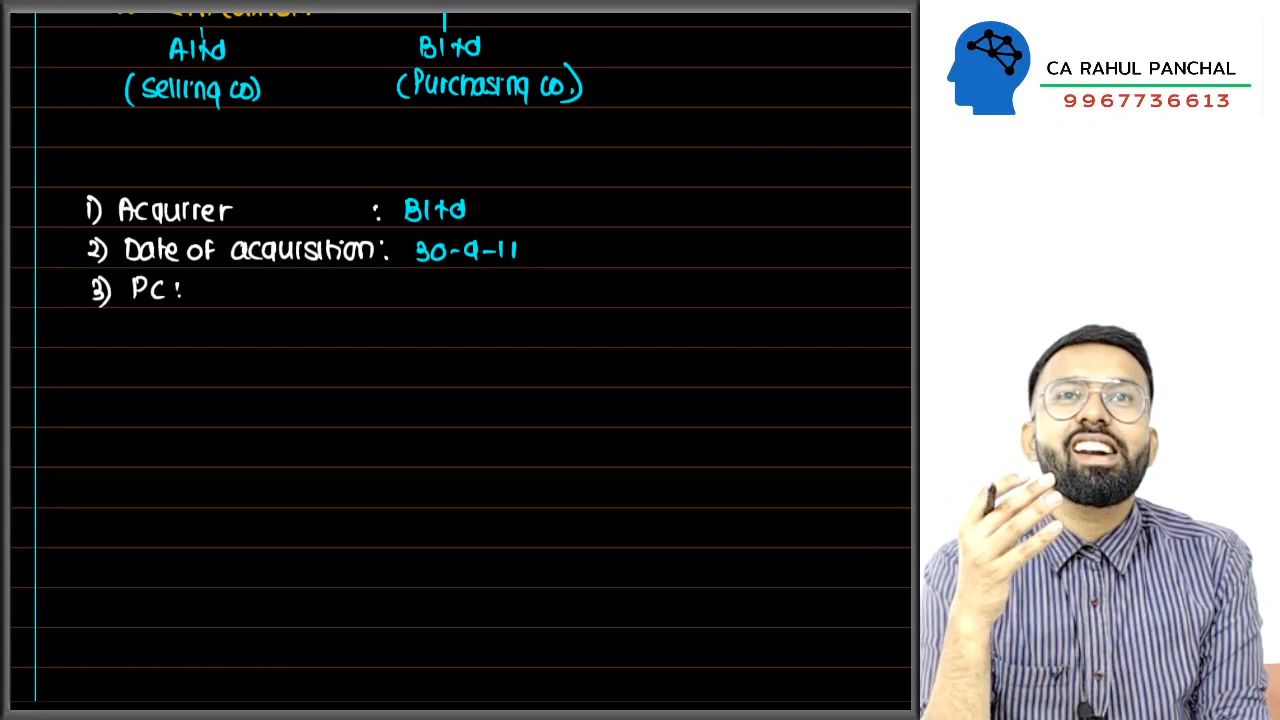 A ltd B ltd
(Selling co) (Purchasing co.)
1) Acquirer : B ltd
2) Date of acquisition: 30-9-11
3) PC:
CA RAHUL PANCHAL
9967736613